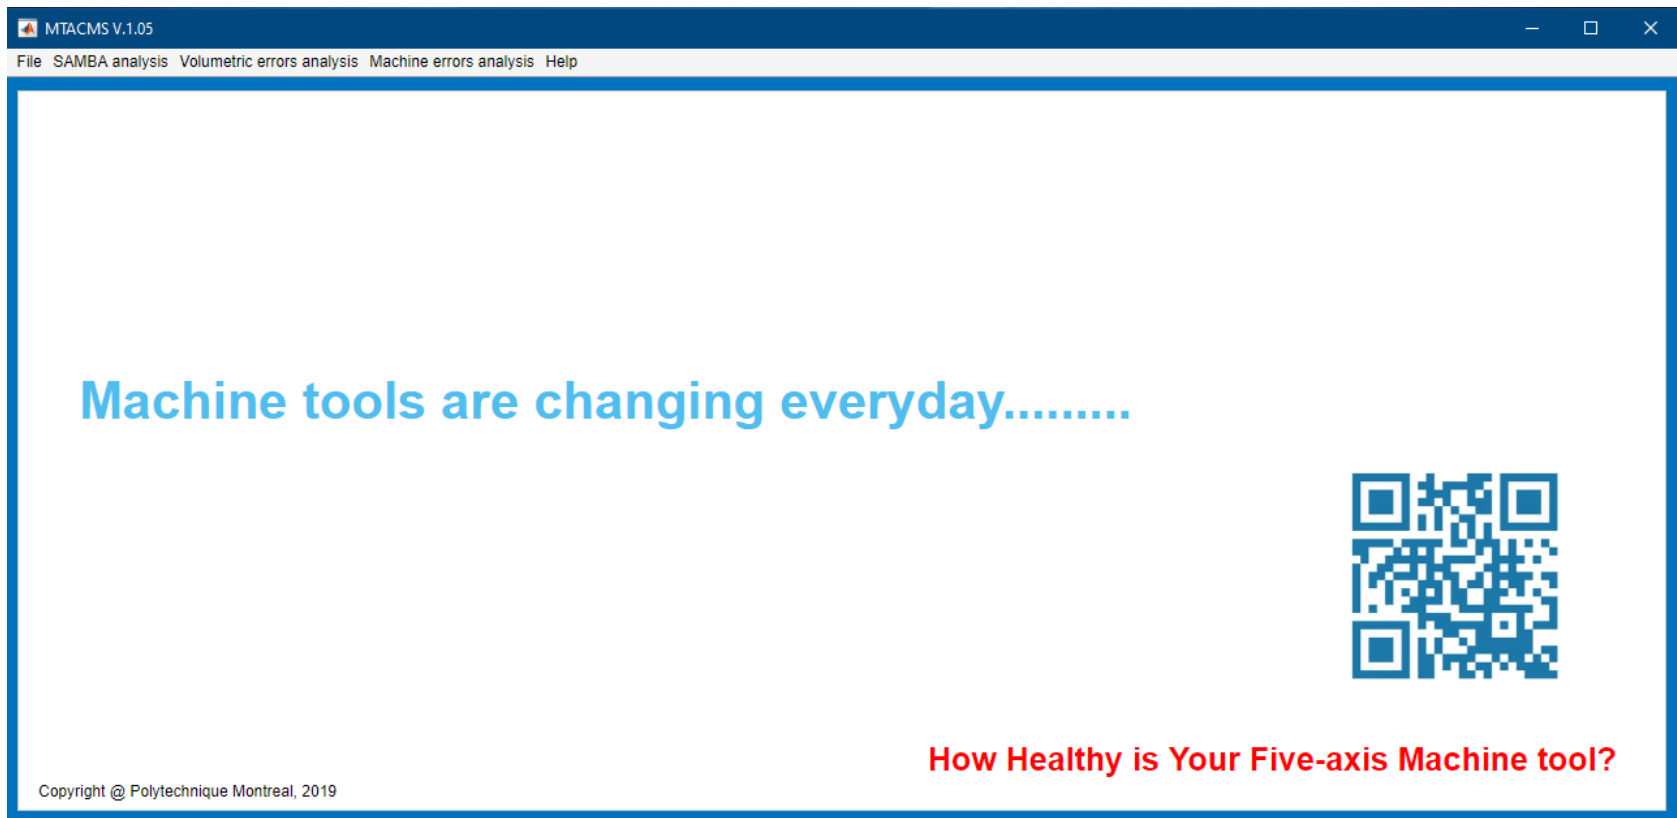 MTACMS V.1.05
File SAMBA analysis Volumetric errors analysis Machine errors analysis Help
Machine tools are changing everyday.........
How Healthy is Your Five-axis Machine tool?
Copyright @ Polytechnique Montreal, 2019